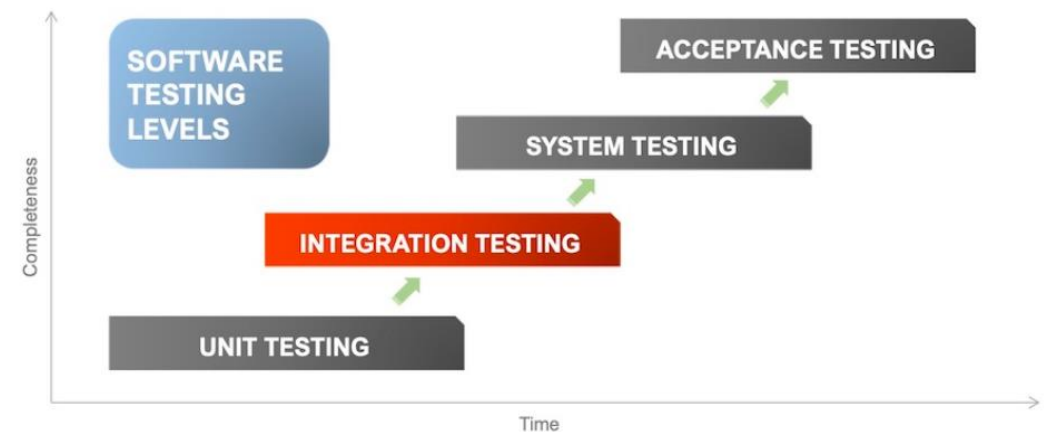 SOFTWARE
TESTING
LEVELS
ACCEPTANCE TESTING
SYSTEM TESTING
INTEGRATION TESTING
UNIT TESTING
Completeness
Time